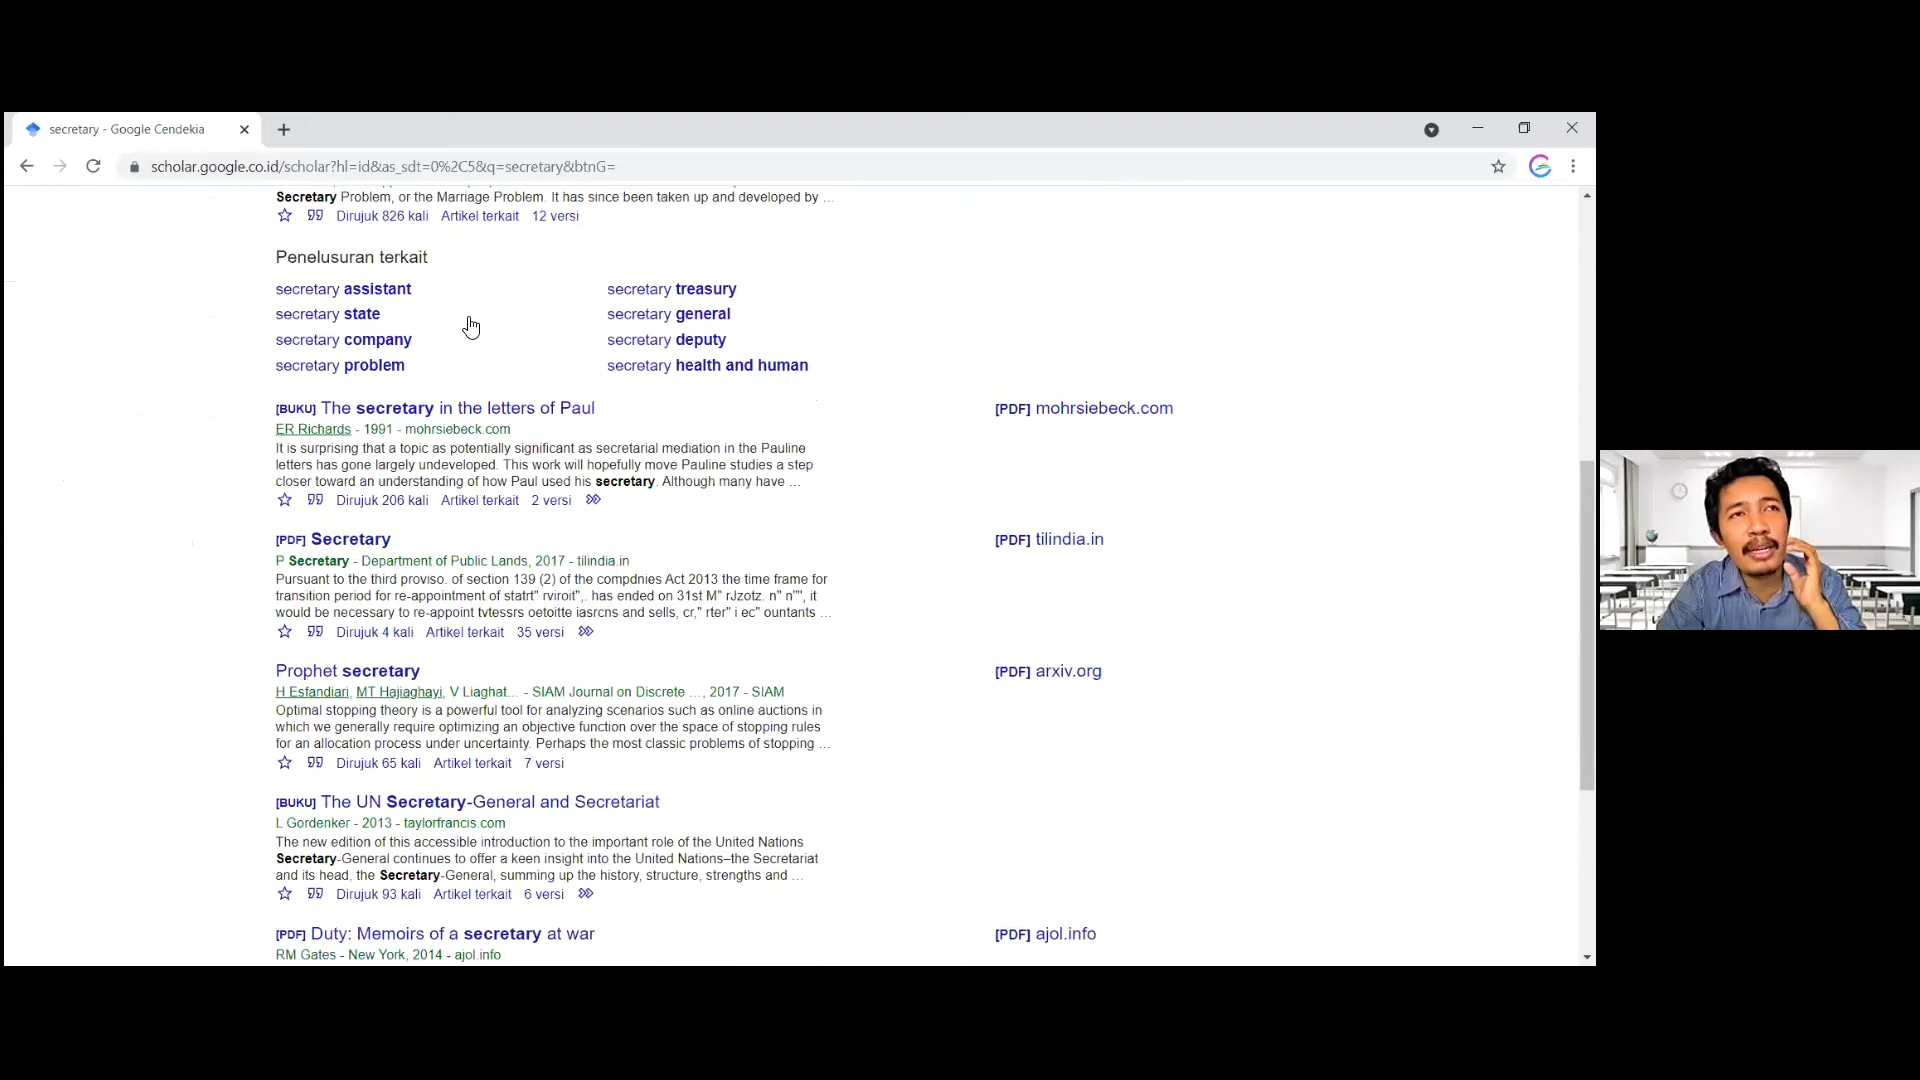 secretary - Google Cendekia
scholar.google.co.id/scholar?hl=id&as_sdt=0%2C5&q=secretary&btnG=
Secretary Problem, or the Marriage Problem. It has since been taken up and developed by ...
Dirujuk 826 kali Artikel terkait 12 versi
Penelusuran terkait
secretary assistant
secretary state
secretary company
secretary problem
secretary treasury
secretary general
secretary deputy
secretary health and human
[BUKU] The secretary in the letters of Paul
[PDF] mohrsiebeck.com
ER Richards - 1991 - mohrsiebeck.com
It is surprising that a topic as potentially significant as secretarial mediation in the Pauline
letters has gone largely undeveloped. This work will hopefully move Pauline studies a step
closer toward an understanding of how Paul used his secretary. Although many have ...
Dirujuk 206 kali Artikel terkait 2 versi
[PDF] Secretary
[PDF] tilindia.in
P Secretary - Department of Public Lands, 2017 - tilindia.in
Pursuant to the third proviso. of section 139 (2) of the compdnies Act 2013 the time frame for
transition period for re-appointment of statrt" rviroit",. has ended on 31st M" rJzotz. n" n"", it
would be necessary to re-appoint tvtessrs oetoitte iasrcns and sells, cr," rter" i ec" ountants ...
Dirujuk 4 kali Artikel terkait 35 versi
Prophet secretary
[PDF] arxiv.org
H Esfandiari, MT Hajiaghayi, V Liaghat... - SIAM Journal on Discrete ..., 2017 - SIAM
Optimal stopping theory is a powerful tool for analyzing scenarios such as online auctions in
which we generally require optimizing an objective function over the space of stopping rules
for an allocation process under uncertainty. Perhaps the most classic problems of stopping ...
Dirujuk 65 kali Artikel terkait 7 versi
[BUKU] The UN Secretary-General and Secretariat
L Gordenker - 2013 - taylorfrancis.com
The new edition of this accessible introduction to the important role of the United Nations
Secretary-General continues to offer a keen insight into the United Nations–the Secretariat
and its head, the Secretary-General, summing up the history, structure, strengths and ...
Dirujuk 93 kali Artikel terkait 6 versi
[PDF] Duty: Memoirs of a secretary at war
[PDF] ajol.info
RM Gates - New York, 2014 - ajol.info